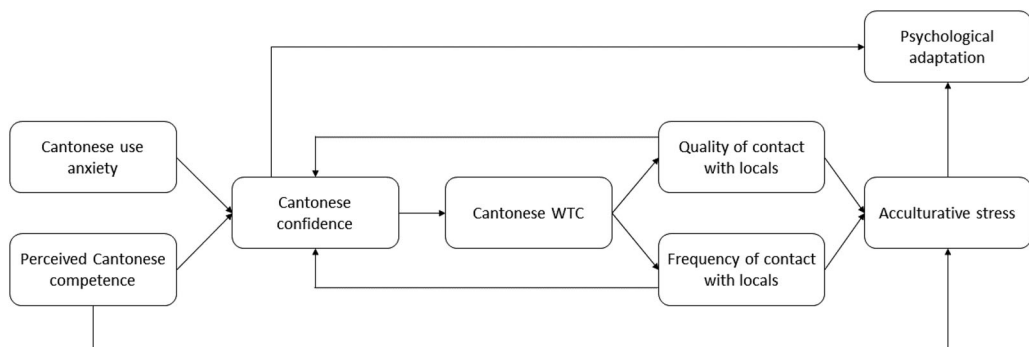 Psychological
adaptation
Cantonese use
anxiety
Quality of contact
with locals
Cantonese
confidence
Cantonese WTC
Acculturative stress
Perceived Cantonese
competence
Frequency of contact
with locals